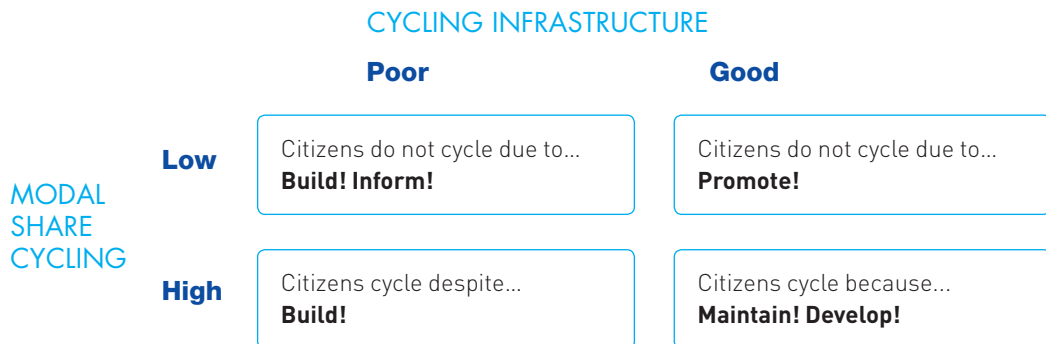 CYCLING INFRASTRUCTURE
Poor
Good
MODAL
SHARE
CYCLING
Low
Citizens do not cycle due to…
Build! Inform!
Citizens do not cycle due to…
Promote!
High
Citizens cycle despite…
Build!
Citizens cycle because...
Maintain! Develop!